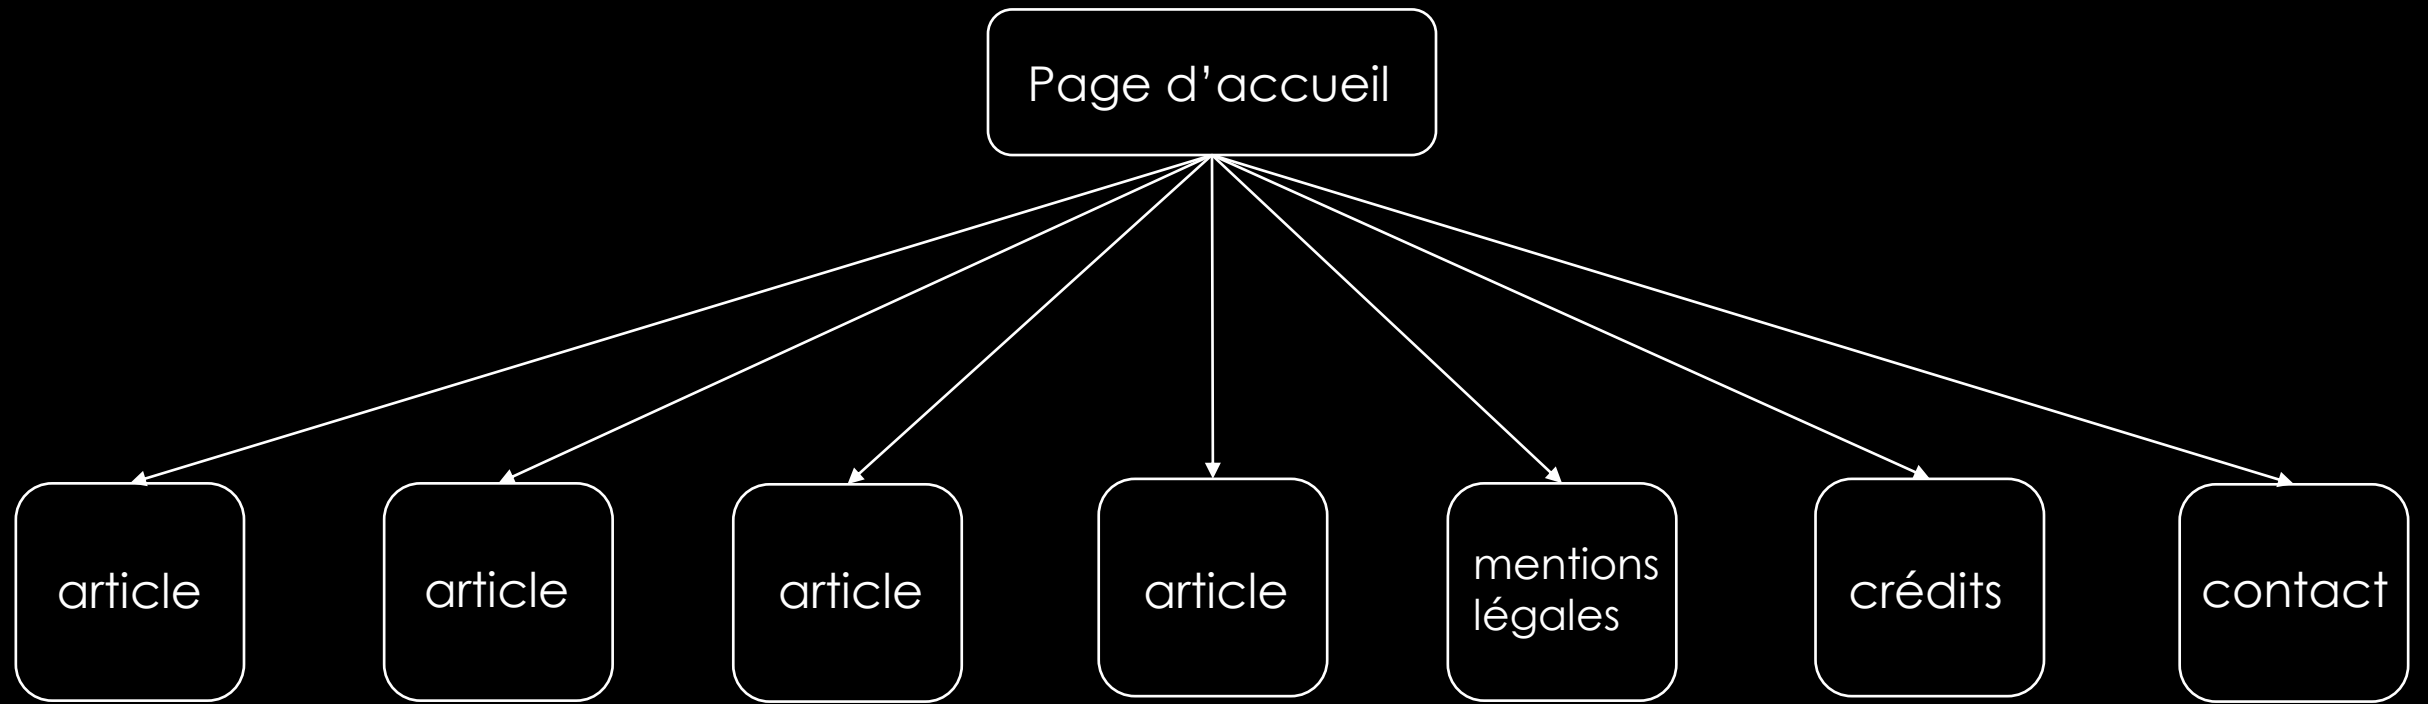 Page d’accueil
article
article
article
article
mentions
légales
crédits
contact